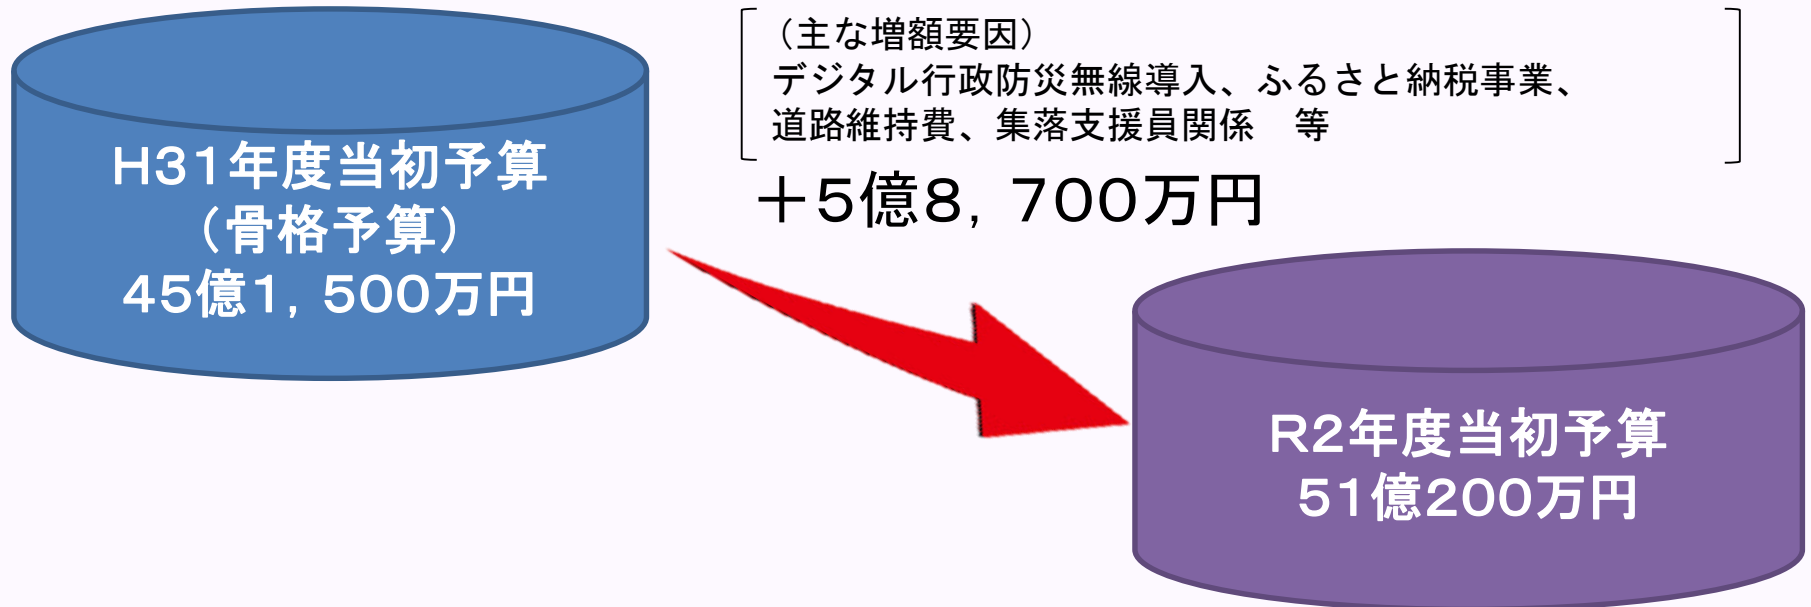 H31年度当初予算
（骨格予算）
45億1，500万円
（主な増額要因）
デジタル行政防災無線導入、ふるさと納税事業、
道路維持費、集落支援員関係　等
＋5億8，700万円
R2年度当初予算
51億200万円